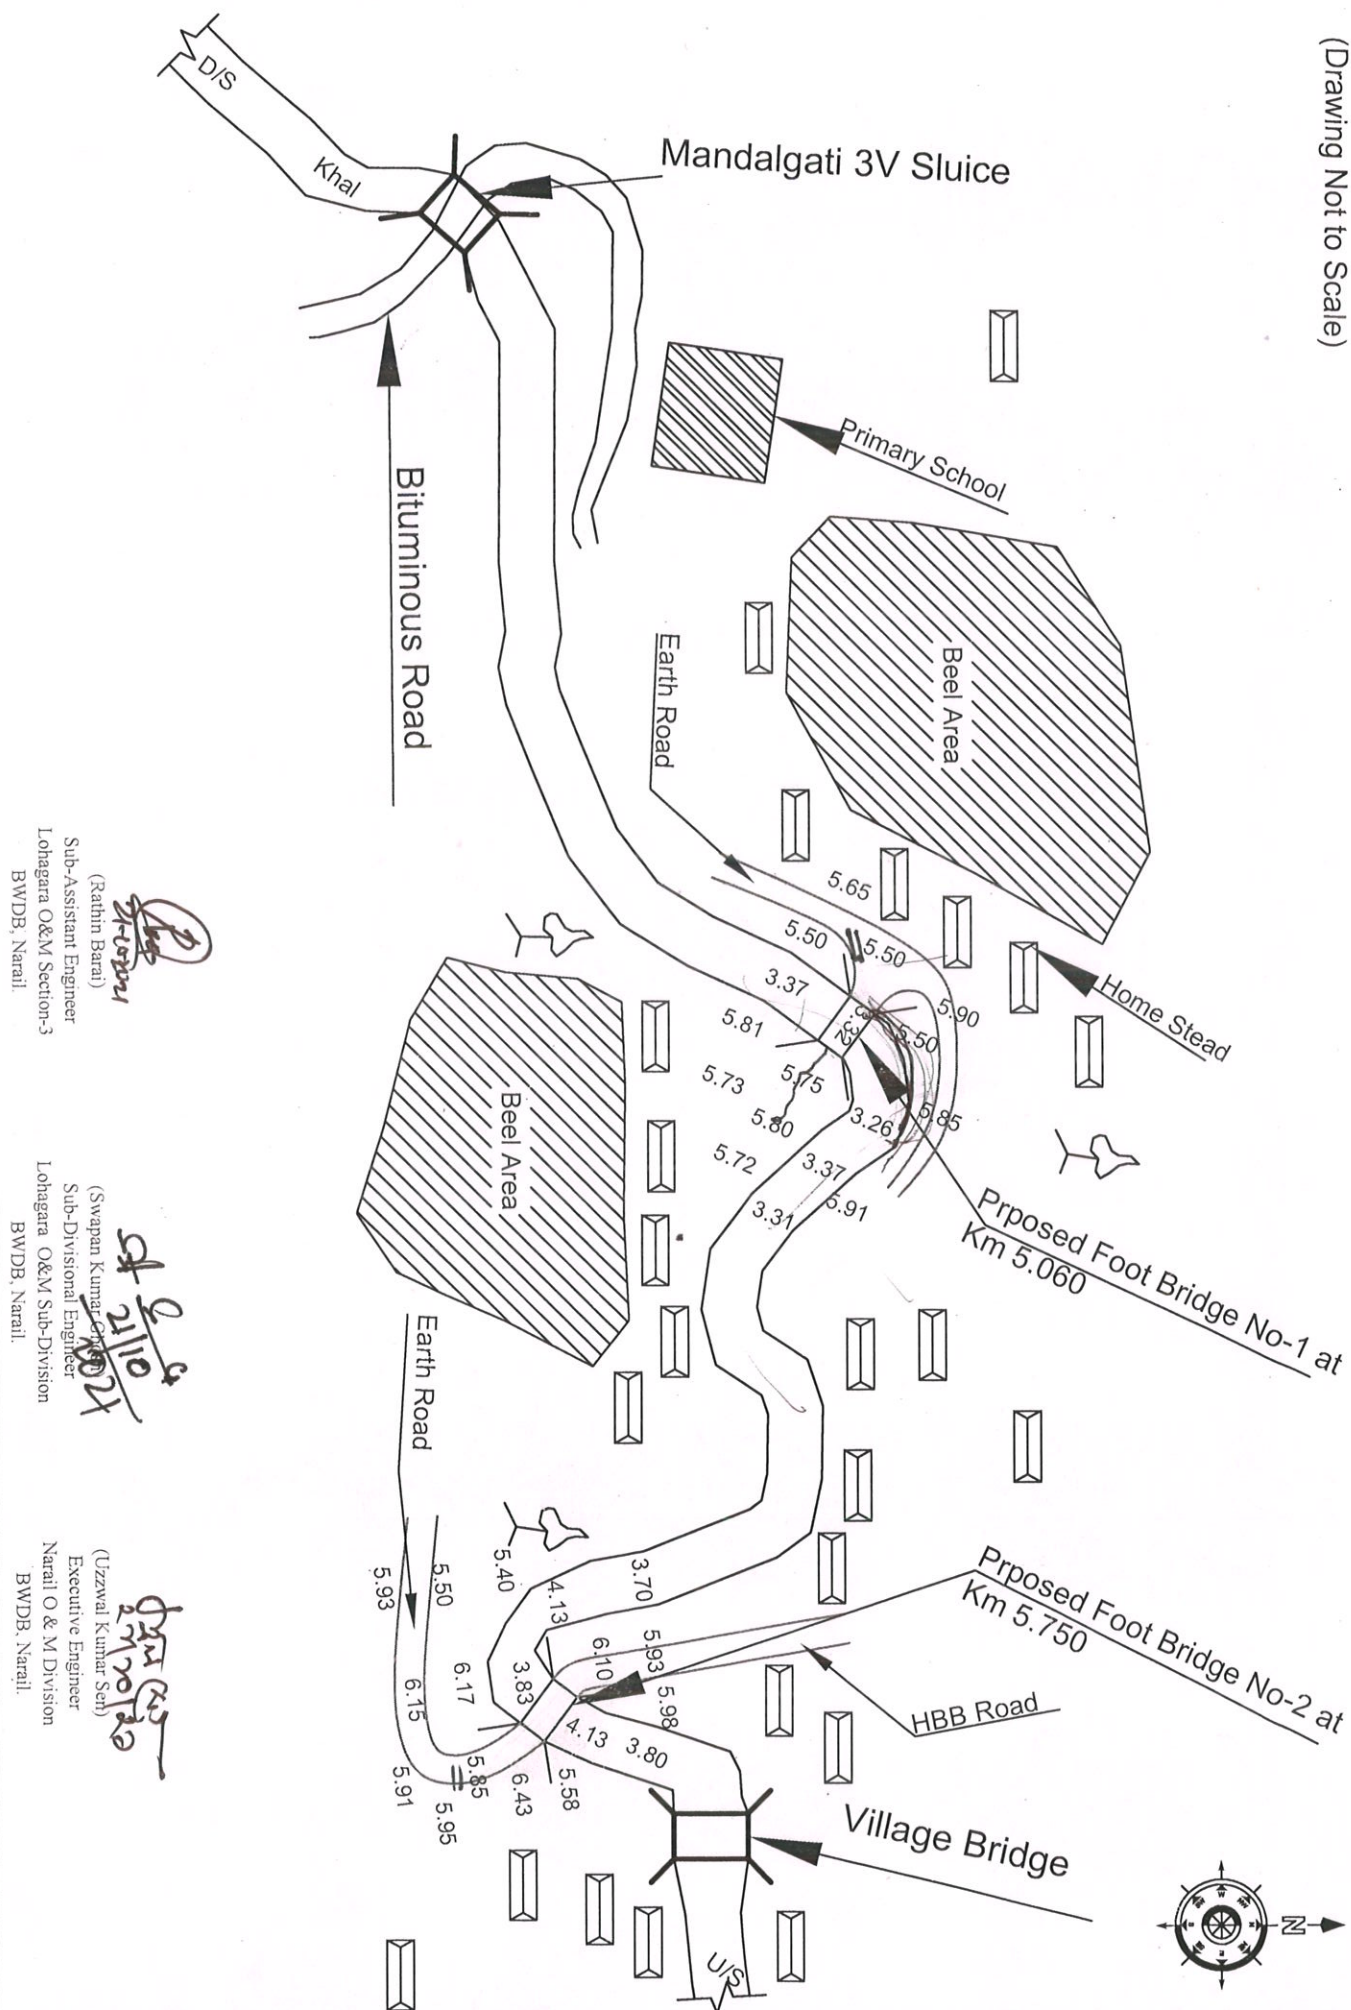 (Drawing Not to Scale)
D/S
Khal
Mandalgati 3V Sluice
Bituminous Road
Primary School
Beel Area
Earth Road
Home Stead
5.65
5.50
5.50
5.90
5.50
5.85
3.37
3.32
3.26
5.81
5.75
5.73
5.80
5.72
3.37
5.91
3.31
Prposed Foot Bridge No-1 at
Km 5.060
Beel Area
Earth Road
Prposed Foot Bridge No-2 at
Km 5.750
HBB Road
5.40
4.13
3.70
5.50
5.93
5.93
6.10
5.98
3.83
6.17
6.15
4.13
3.80
5.58
6.43
5.85
5.91
5.95
Village Bridge
U/S
N
(Rathin Barai)
Sub-Assistant Engineer
Lohagara O&M Section-3
BWDB, Narail.
21/10
2021
(Swapan Kumar
Sub-Divisional Engineer
Lohagara O&M Sub-Division
BWDB, Narail.
(Uzzwal Kumar Sen)
Executive Engineer
Narail O & M Division
BWDB. Narail.